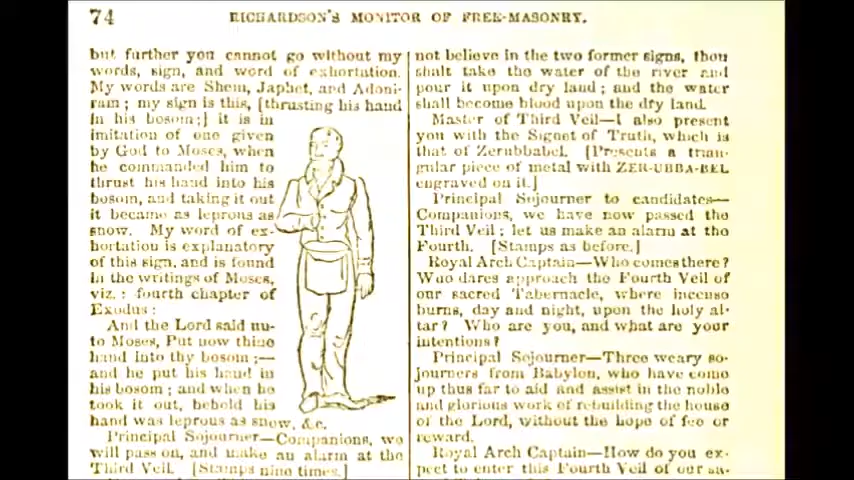 74
RICHARDSON'S MONITOR OF FREE-MASONRY.
but further you cannot go without my
words, sign, and word of exhortation.
My words are Shem, Japhet, and Adoni-
ram; my sign is this, [thrusting his hand
in his bosom;] it is in
imitation of one given
by God to Moses, when
he commanded him to
thrust his hand into his
bosom, and taking it out
it became as leprous as
snow. My word of ex-
hortation is explanatory
of this sign, and is found
in the writings of Moses,
viz.: fourth chapter of
Exodus:
And the Lord said un-
to Moses, Put now thine
hand into thy bosom;—
and he put his hand in
his bosom; and when he
took it out, behold his
hand was leprous as snow, &c.
Principal Sojourner—Companions, we
will pass on, and make an alarm at the
Third Veil. [Stamps nine times.]
not believe in the two former signs, thou
shalt take the water of the river and
pour it upon dry land; and the water
shall become blood upon the dry land.
Master of Third Veil—I also present
you with the Signet of Truth, which is
that of Zerubbabel. [Presents a trian-
gular piece of metal with ZER-UBBA-BEL
engraved on it.]
Principal Sojourner to candidates—
Companions, we have now passed the
Third Veil; let us make an alarm at the
Fourth. [Stamps as before.]
Royal Arch Captain—Who comes there?
Who dares approach the Fourth Veil of
our sacred Tabernacle, where incense
burns, day and night, upon the holy al-
tar? Who are you, and what are your
intentions?
Principal Sojourner—Three weary so-
journers from Babylon, who have come
up thus far to aid and assist in the noble
and glorious work of rebuilding the house
of the Lord, without the hope of fee or
reward.
Royal Arch Captain—How do you ex-
pect to enter this Fourth Veil of our sa-